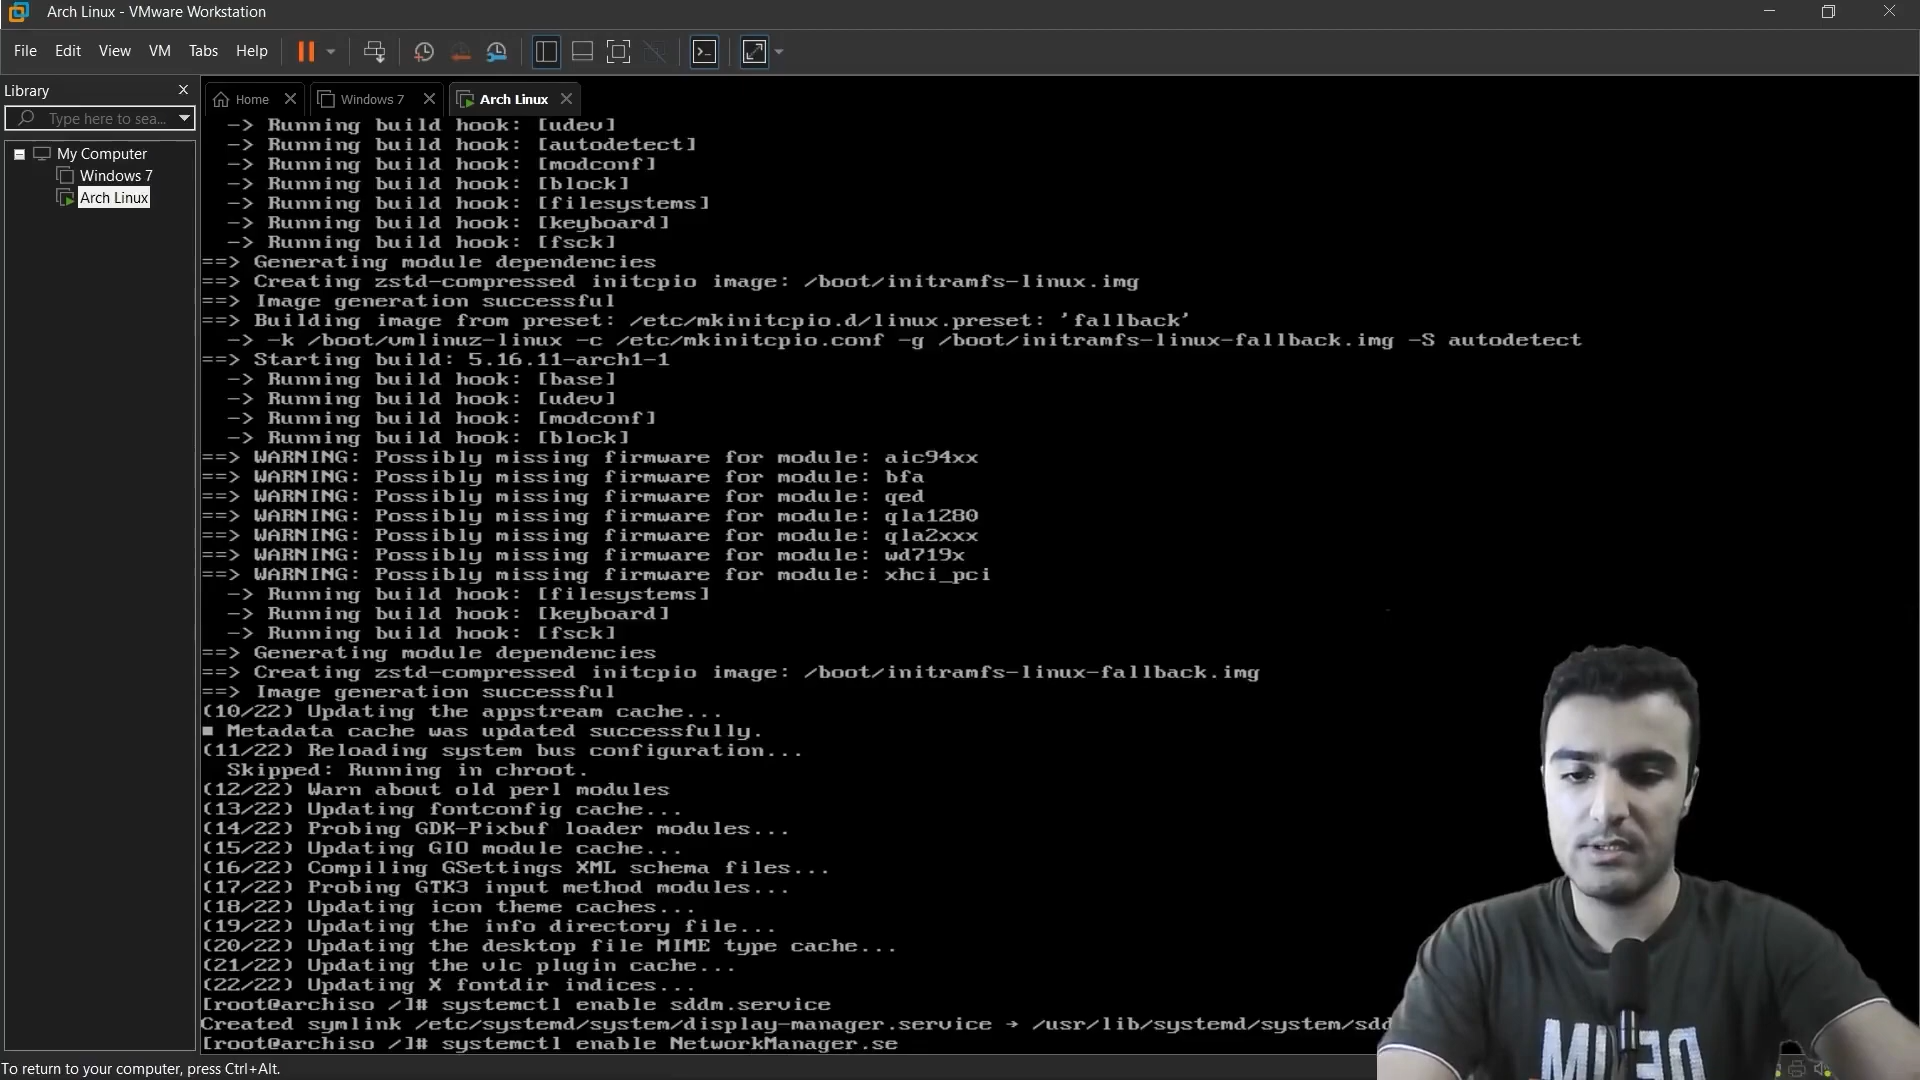 Arch Linux - VMware Workstation
File Edit View VM Tabs Help
Library
Type here to sea...
My Computer
Windows 7
Arch Linux
Home Windows 7 Arch Linux
-> Running build hook: [udev]
-> Running build hook: [autodetect]
-> Running build hook: [modconf]
-> Running build hook: [block]
-> Running build hook: [filesystems]
-> Running build hook: [keyboard]
-> Running build hook: [fsck]
==> Generating module dependencies
==> Creating zstd-compressed initcpio image: /boot/initramfs-linux.img
==> Image generation successful
==> Building image from preset: /etc/mkinitcpio.d/linux.preset: 'fallback'
-> -k /boot/vmlinuz-linux -c /etc/mkinitcpio.conf -g /boot/initramfs-linux-fallback.img -S autodetect
==> Starting build: 5.16.11-arch1-1
-> Running build hook: [base]
-> Running build hook: [udev]
-> Running build hook: [modconf]
-> Running build hook: [block]
==> WARNING: Possibly missing firmware for module: aic94xx
==> WARNING: Possibly missing firmware for module: bfa
==> WARNING: Possibly missing firmware for module: qed
==> WARNING: Possibly missing firmware for module: qla1280
==> WARNING: Possibly missing firmware for module: qla2xxx
==> WARNING: Possibly missing firmware for module: wd719x
==> WARNING: Possibly missing firmware for module: xhci_pci
-> Running build hook: [filesystems]
-> Running build hook: [keyboard]
-> Running build hook: [fsck]
==> Generating module dependencies
==> Creating zstd-compressed initcpio image: /boot/initramfs-linux-fallback.img
==> Image generation successful
(10/22) Updating the appstream cache...
■ Metadata cache was updated successfully.
(11/22) Reloading system bus configuration...
Skipped: Running in chroot.
(12/22) Warn about old perl modules
(13/22) Updating fontconfig cache...
(14/22) Probing GDK-Pixbuf loader modules...
(15/22) Updating GIO module cache...
(16/22) Compiling GSettings XML schema files...
(17/22) Probing GTK3 input method modules...
(18/22) Updating icon theme caches...
(19/22) Updating the info directory file...
(20/22) Updating the desktop file MIME type cache...
(21/22) Updating the vlc plugin cache...
(22/22) Updating X fontdir indices...
[root@archiso /]# systemctl enable sddm.service
Created symlink /etc/systemd/system/display-manager.service → /usr/lib/systemd/system/sdd
[root@archiso /]# systemctl enable NetworkManager.se
To return to your computer, press Ctrl+Alt.